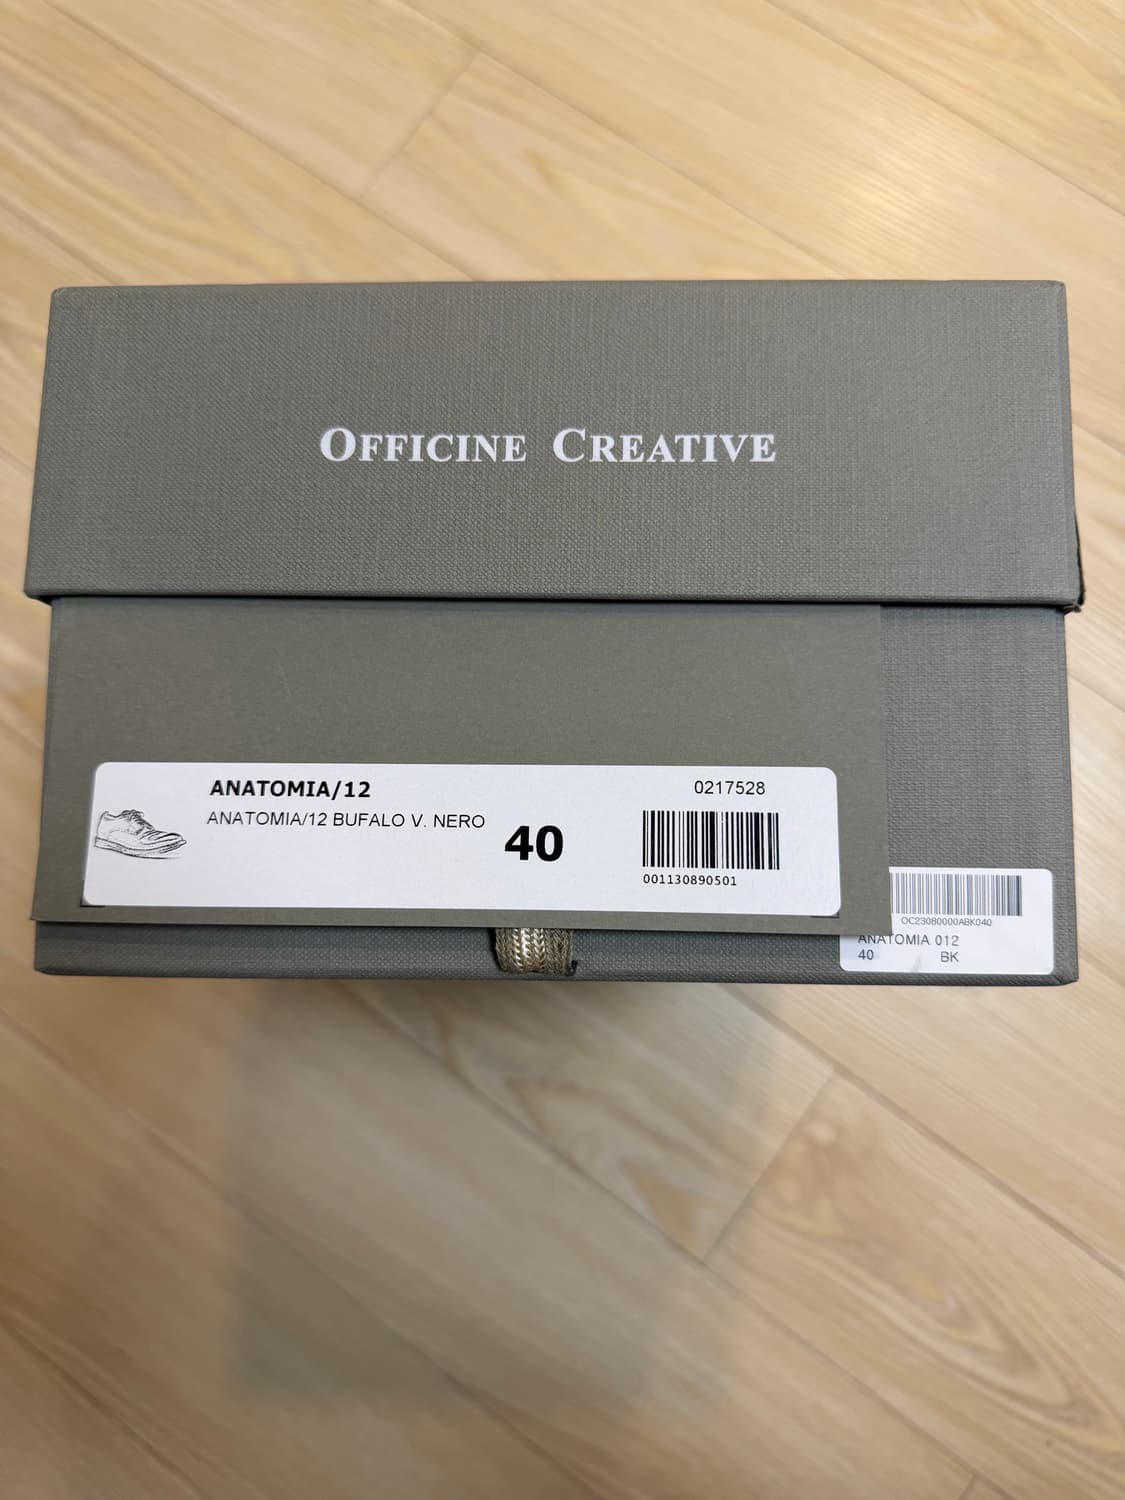 OFFICINE CREATIVE
ANATOMIA/12
0217528
ANATOMIA/12 BUFALO V. NERO
40
001130890501
OC23080000ABK040
ANATOMIA 012
40 BK